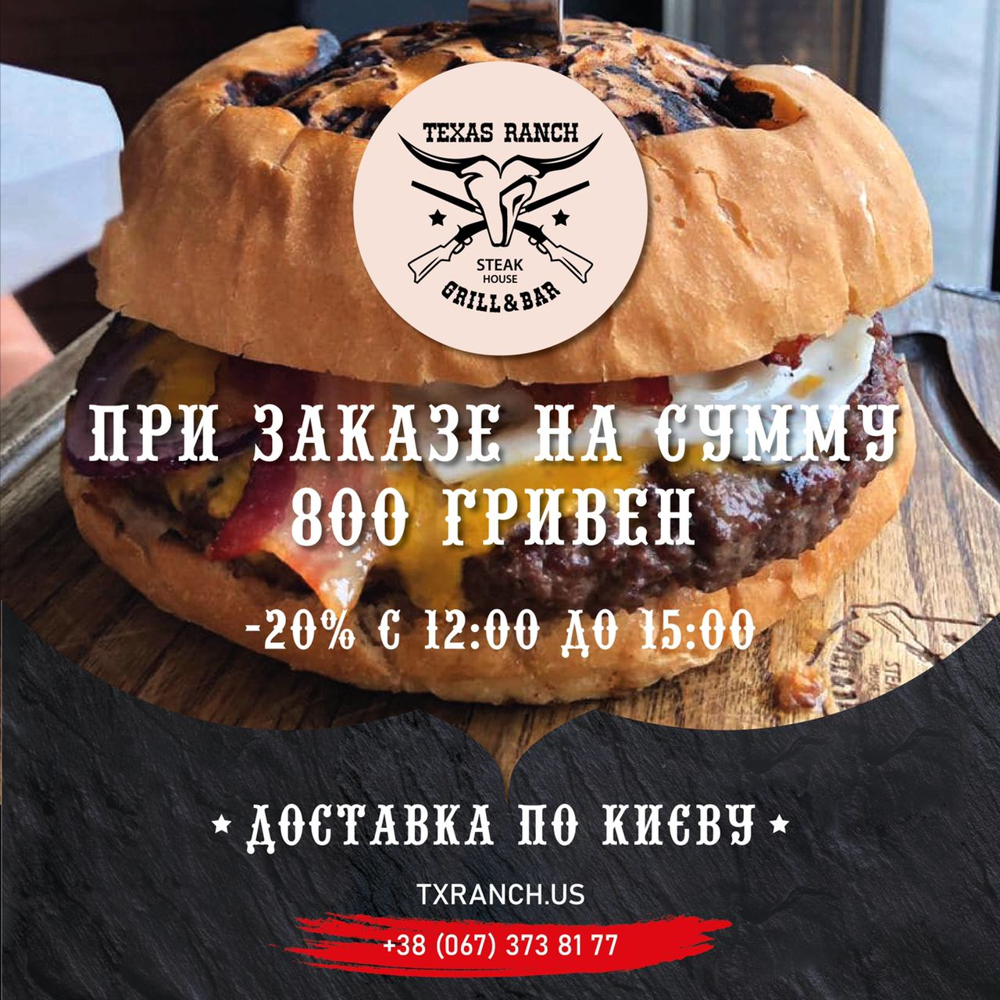 TEXAS RANCH
STEAK
HOUSE
GRILL & BAR
ПРИ ЗАКАЗЕ НА СУММУ
800 ГРИВЕН
-20% С 12:00 ДО 15:00
ДОСТАВКА ПО КИЄВУ
TXRANCH.US
+38 (067) 373 81 77